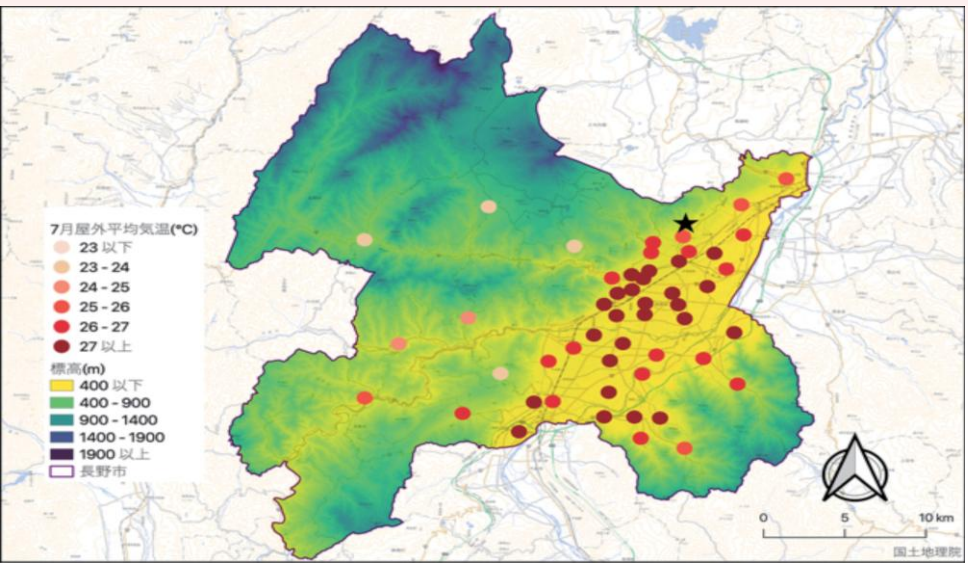 7月屋外平均気温(°C)
23 以下
23 - 24
24 - 25
25 - 26
26 - 27
27 以上
標高(m)
400 以下
400 - 900
900 - 1400
1400 - 1900
1900 以上
長野市
0 5 10 km
国土地理院